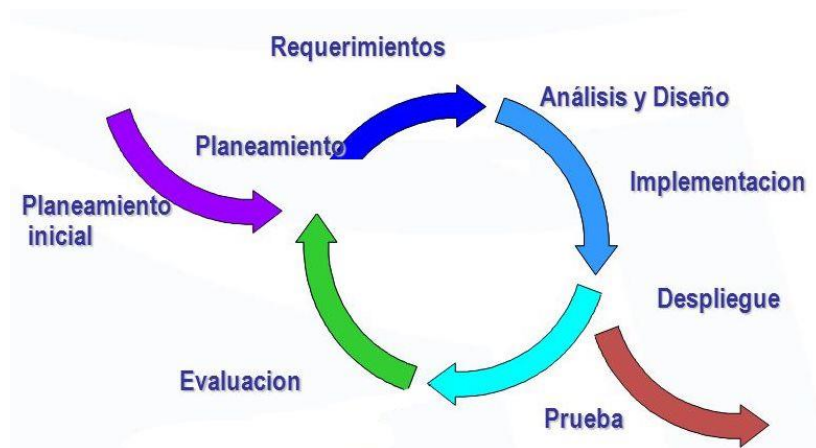 Requerimientos
Análisis y Diseño
Planeamiento
Implementacion
Planeamiento
inicial
Despliegue
Evaluacion
Prueba